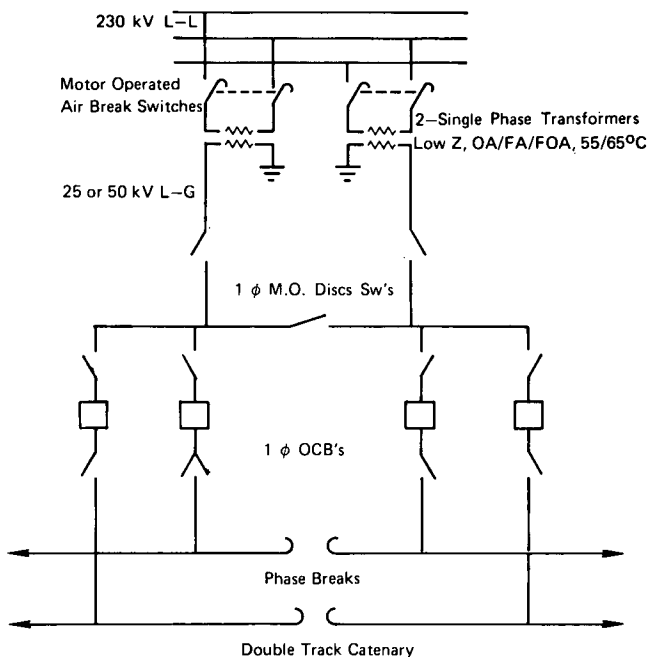 230 kV L–L
Motor Operated
Air Break Switches
2–Single Phase Transformers
Low Z, OA/FA/FOA, 55/65°C
25 or 50 kV L–G
1 ϕ M.O. Discs Sw's
1 ϕ OCB's
Phase Breaks
Double Track Catenary